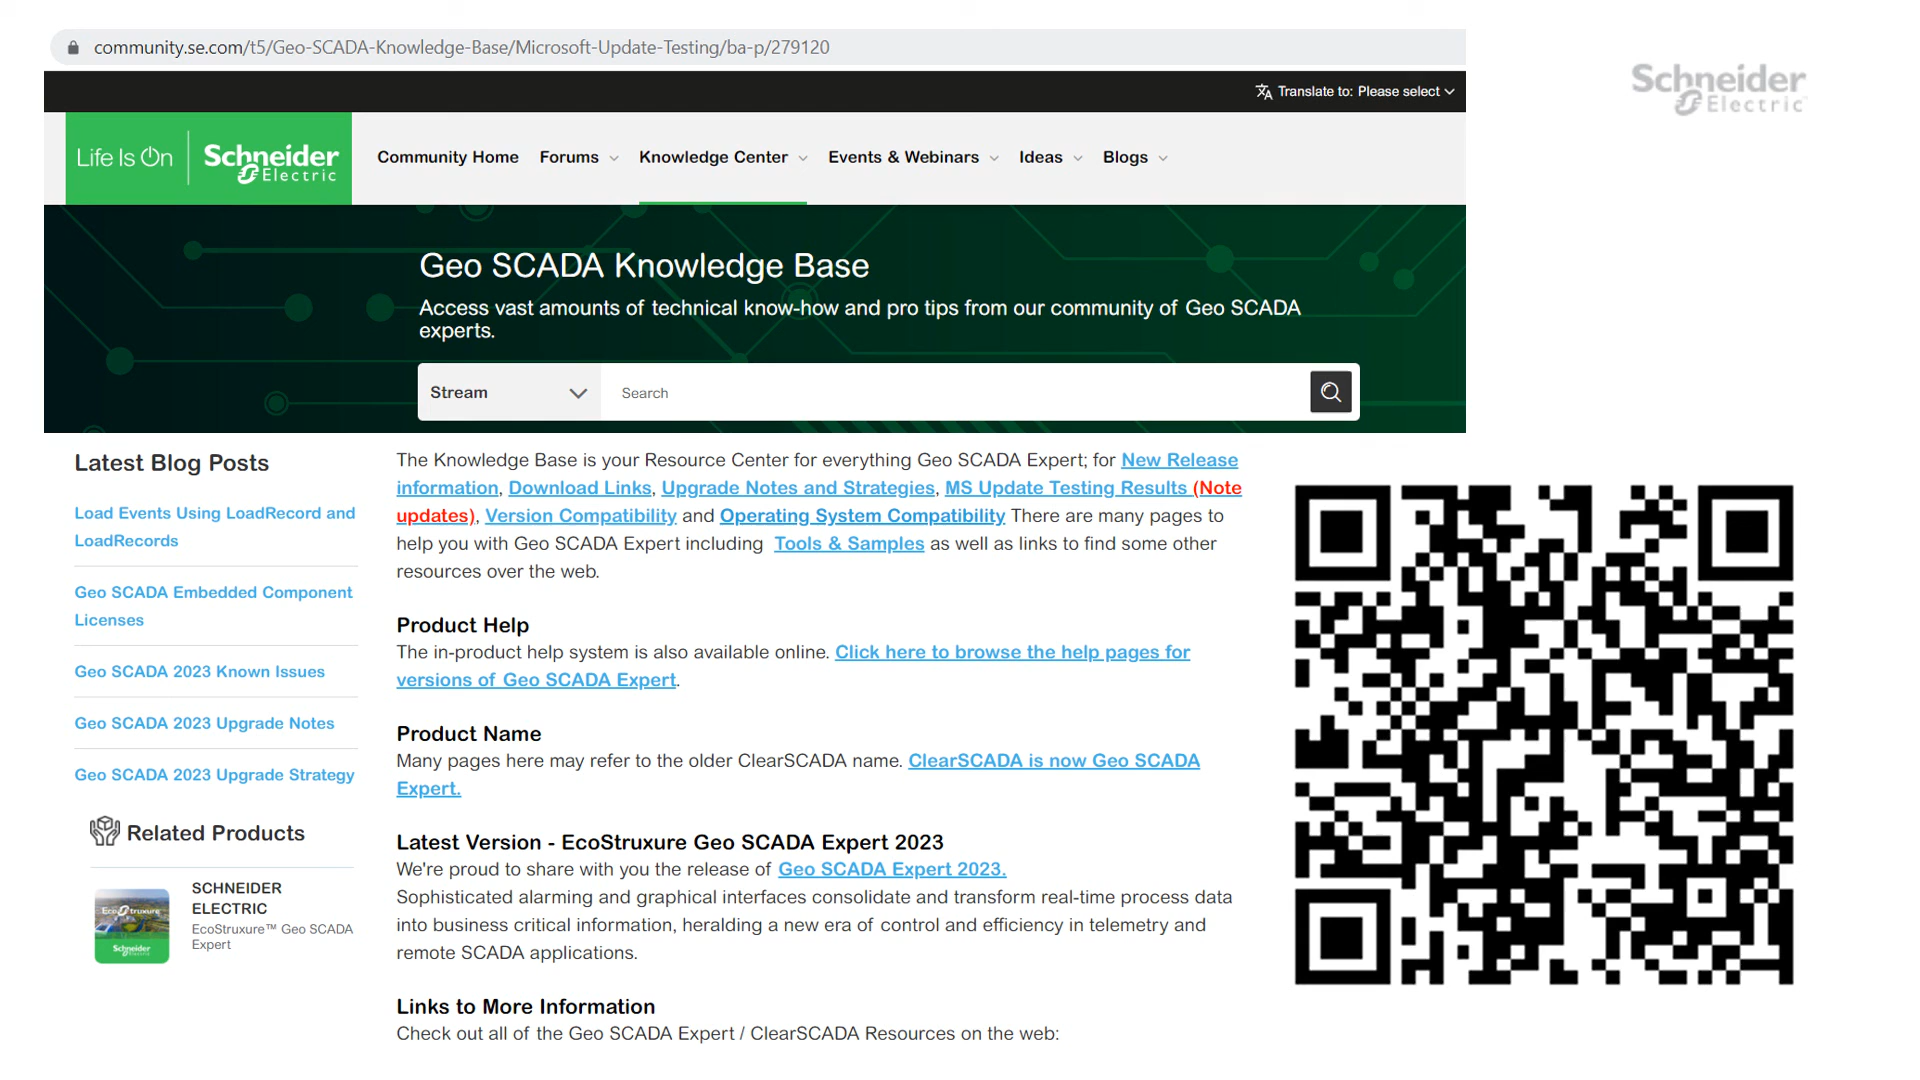 community.se.com/t5/Geo-SCADA-Knowledge-Base/Microsoft-Update-Testing/ba-p/279120
Schneider
Electric
Translate to: Please select
Life Is On
Schneider
Electric
Community Home
Forums
Knowledge Center
Events & Webinars
Ideas
Blogs
Geo SCADA Knowledge Base
Access vast amounts of technical know-how and pro tips from our community of Geo SCADA
experts.
Stream
Search
Latest Blog Posts
Load Events Using LoadRecord and
LoadRecords
Geo SCADA Embedded Component
Licenses
Geo SCADA 2023 Known Issues
Geo SCADA 2023 Upgrade Notes
Geo SCADA 2023 Upgrade Strategy
Related Products
EcoStruxure
Schneider
SCHNEIDER
ELECTRIC
EcoStruxure™ Geo SCADA
Expert
The Knowledge Base is your Resource Center for everything Geo SCADA Expert; for New Release
information, Download Links, Upgrade Notes and Strategies, MS Update Testing Results (Note
updates), Version Compatibility and Operating System Compatibility There are many pages to
help you with Geo SCADA Expert including Tools & Samples as well as links to find some other
resources over the web.
Product Help
The in-product help system is also available online. Click here to browse the help pages for
versions of Geo SCADA Expert.
Product Name
Many pages here may refer to the older ClearSCADA name. ClearSCADA is now Geo SCADA
Expert.
Latest Version - EcoStruxure Geo SCADA Expert 2023
We're proud to share with you the release of Geo SCADA Expert 2023.
Sophisticated alarming and graphical interfaces consolidate and transform real-time process data
into business critical information, heralding a new era of control and efficiency in telemetry and
remote SCADA applications.
Links to More Information
Check out all of the Geo SCADA Expert / ClearSCADA Resources on the web: